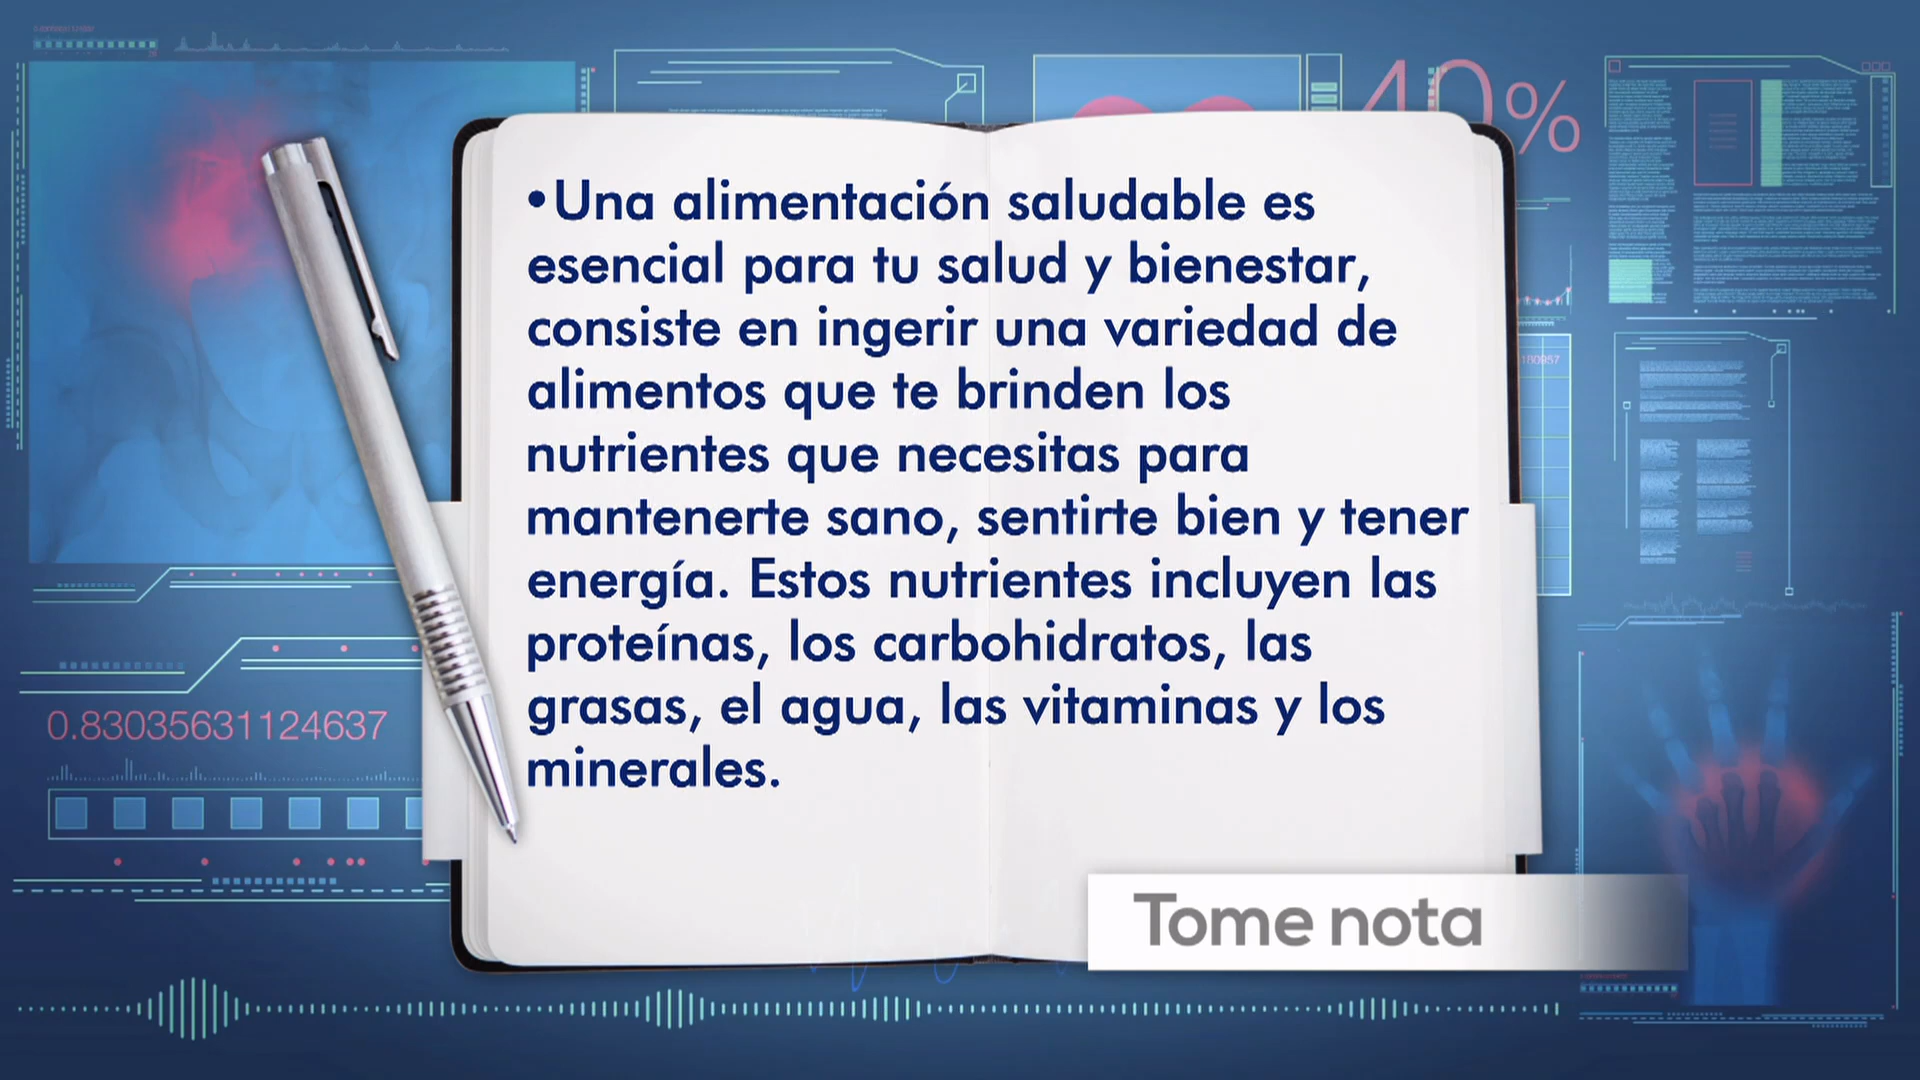 40%
•Una alimentación saludable es
esencial para tu salud y bienestar,
consiste en ingerir una variedad de
alimentos que te brinden los
nutrientes que necesitas para
mantenerte sano, sentirte bien y tener
energía. Estos nutrientes incluyen las
proteínas, los carbohidratos, las
grasas, el agua, las vitaminas y los
minerales.
180957
0.83035631124637
Tome nota